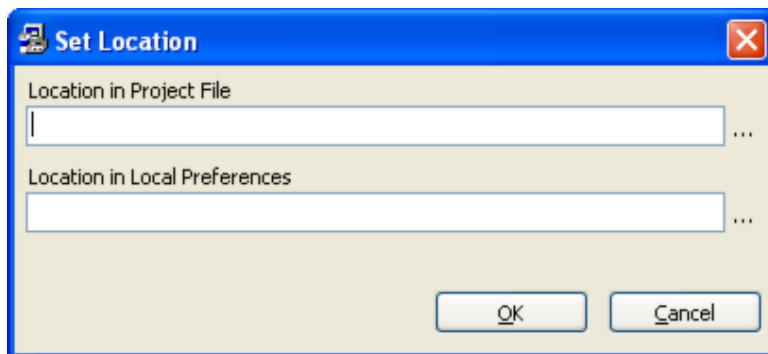 Set Location
Location in Project File
...
Location in Local Preferences
...
OK Cancel